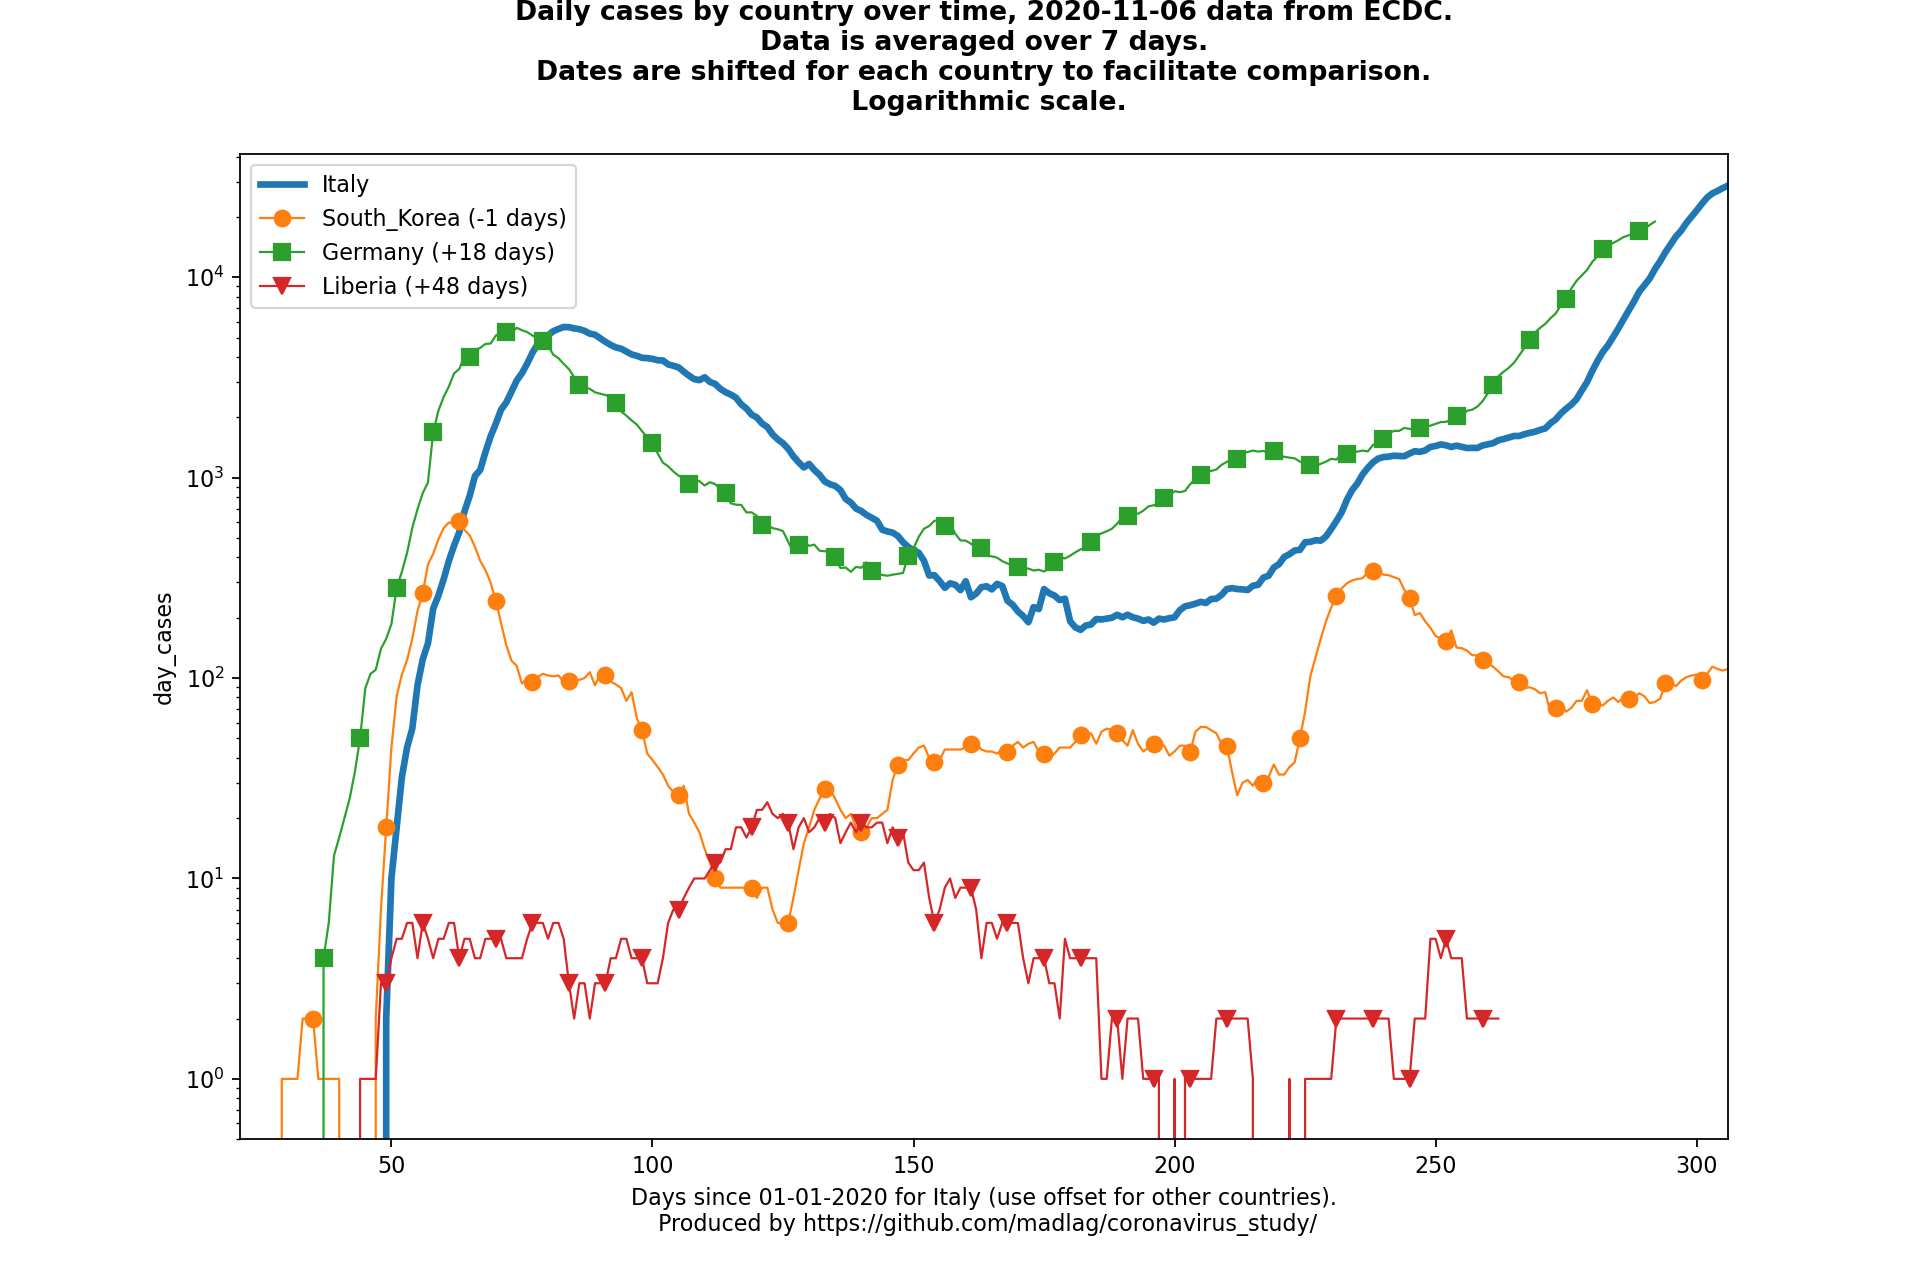 Daily cases by country over time, 2020-11-06 data from ECDC.
Data is averaged over 7 days.
Dates are shifted for each country to facilitate comparison.
Logarithmic scale.
Italy
South_Korea (-1 days)
Germany (+18 days)
Liberia (+48 days)
10⁴
10³
10²
10¹
10⁰
day_cases
50 100 150 200 250 300
Days since 01-01-2020 for Italy (use offset for other countries).
Produced by https://github.com/madlag/coronavirus_study/